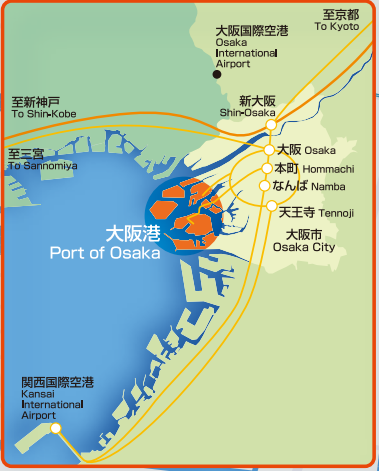 至京都
To Kyoto
大阪国際空港
Osaka
International
Airport
至新神戸
To Shin-Kobe
新大阪
Shin-Osaka
至三宮
To Sannomiya
大阪 Osaka
本町 Hommachi
なんば Namba
天王寺 Tennoji
大阪港
Port of Osaka
大阪市
Osaka City
関西国際空港
Kansai
International
Airport